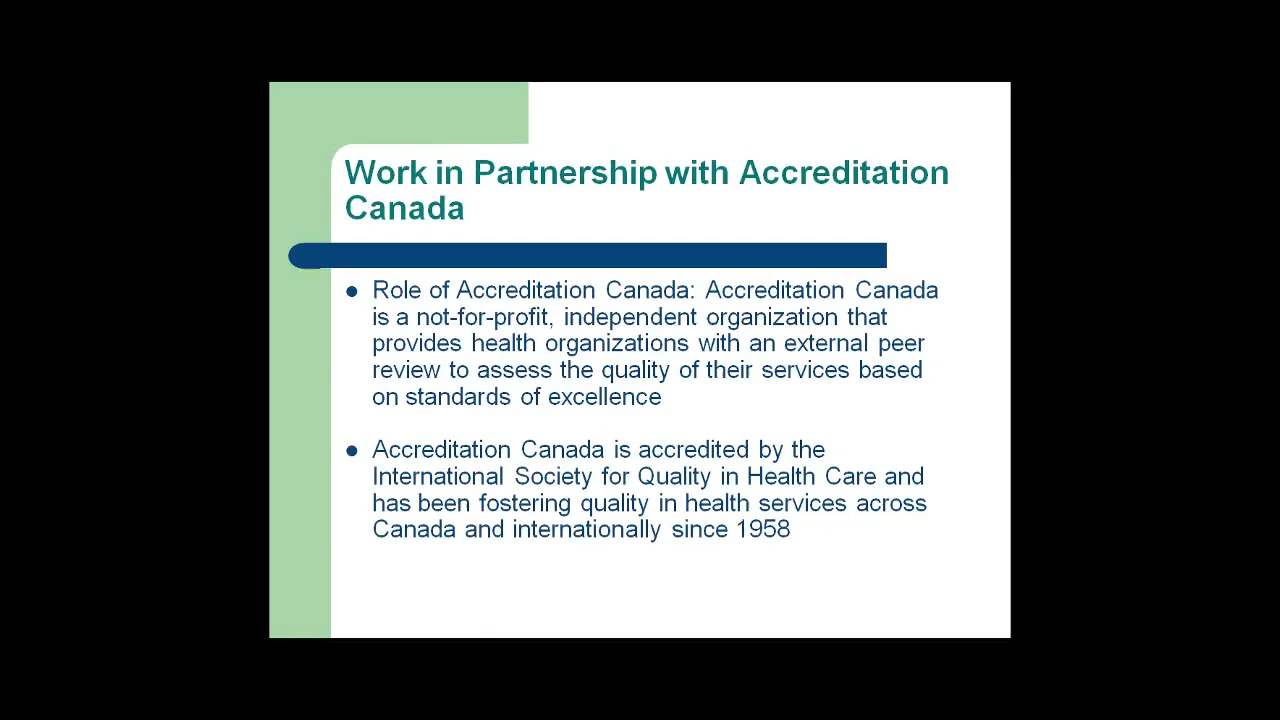 Work in Partnership with Accreditation
Canada
● Role of Accreditation Canada: Accreditation Canada
is a not-for-profit, independent organization that
provides health organizations with an external peer
review to assess the quality of their services based
on standards of excellence
● Accreditation Canada is accredited by the
International Society for Quality in Health Care and
has been fostering quality in health services across
Canada and internationally since 1958